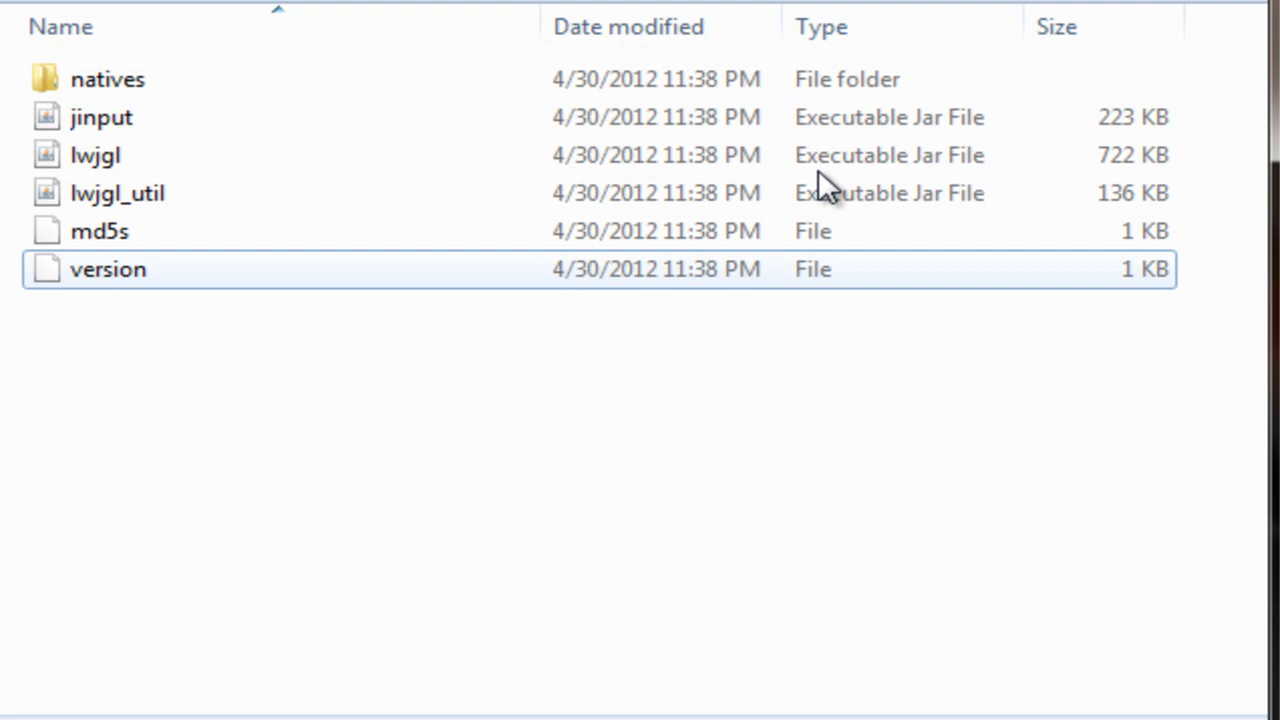 Name Date modified Type Size
natives 4/30/2012 11:38 PM File folder
jinput 4/30/2012 11:38 PM Executable Jar File 223 KB
lwjgl 4/30/2012 11:38 PM Executable Jar File 722 KB
lwjgl_util 4/30/2012 11:38 PM Executable Jar File 136 KB
md5s 4/30/2012 11:38 PM File 1 KB
version 4/30/2012 11:38 PM File 1 KB